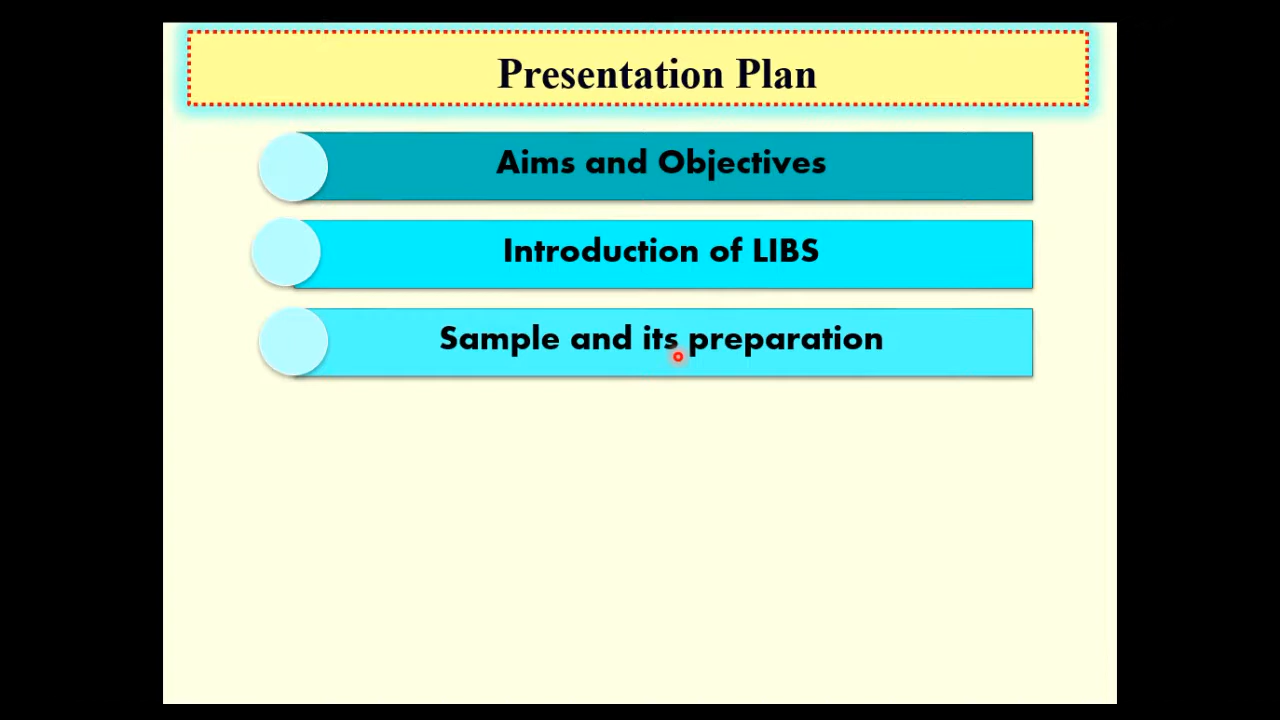 Presentation Plan
Aims and Objectives
Introduction of LIBS
Sample and its preparation